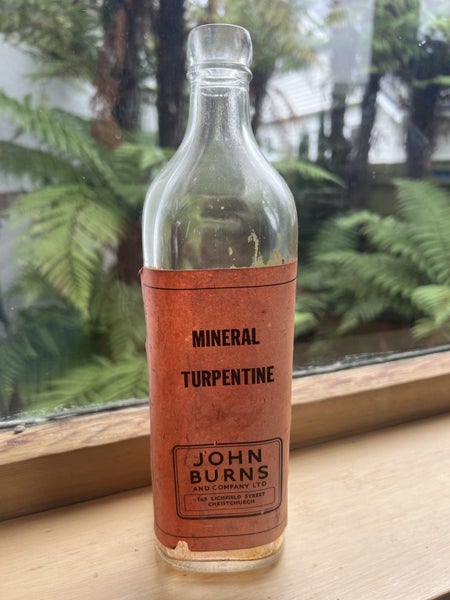 MINERAL
TURPENTINE
JOHN
BURNS
AND COMPANY LTD
LICHFIELD STREET
CHRISTCHURCH